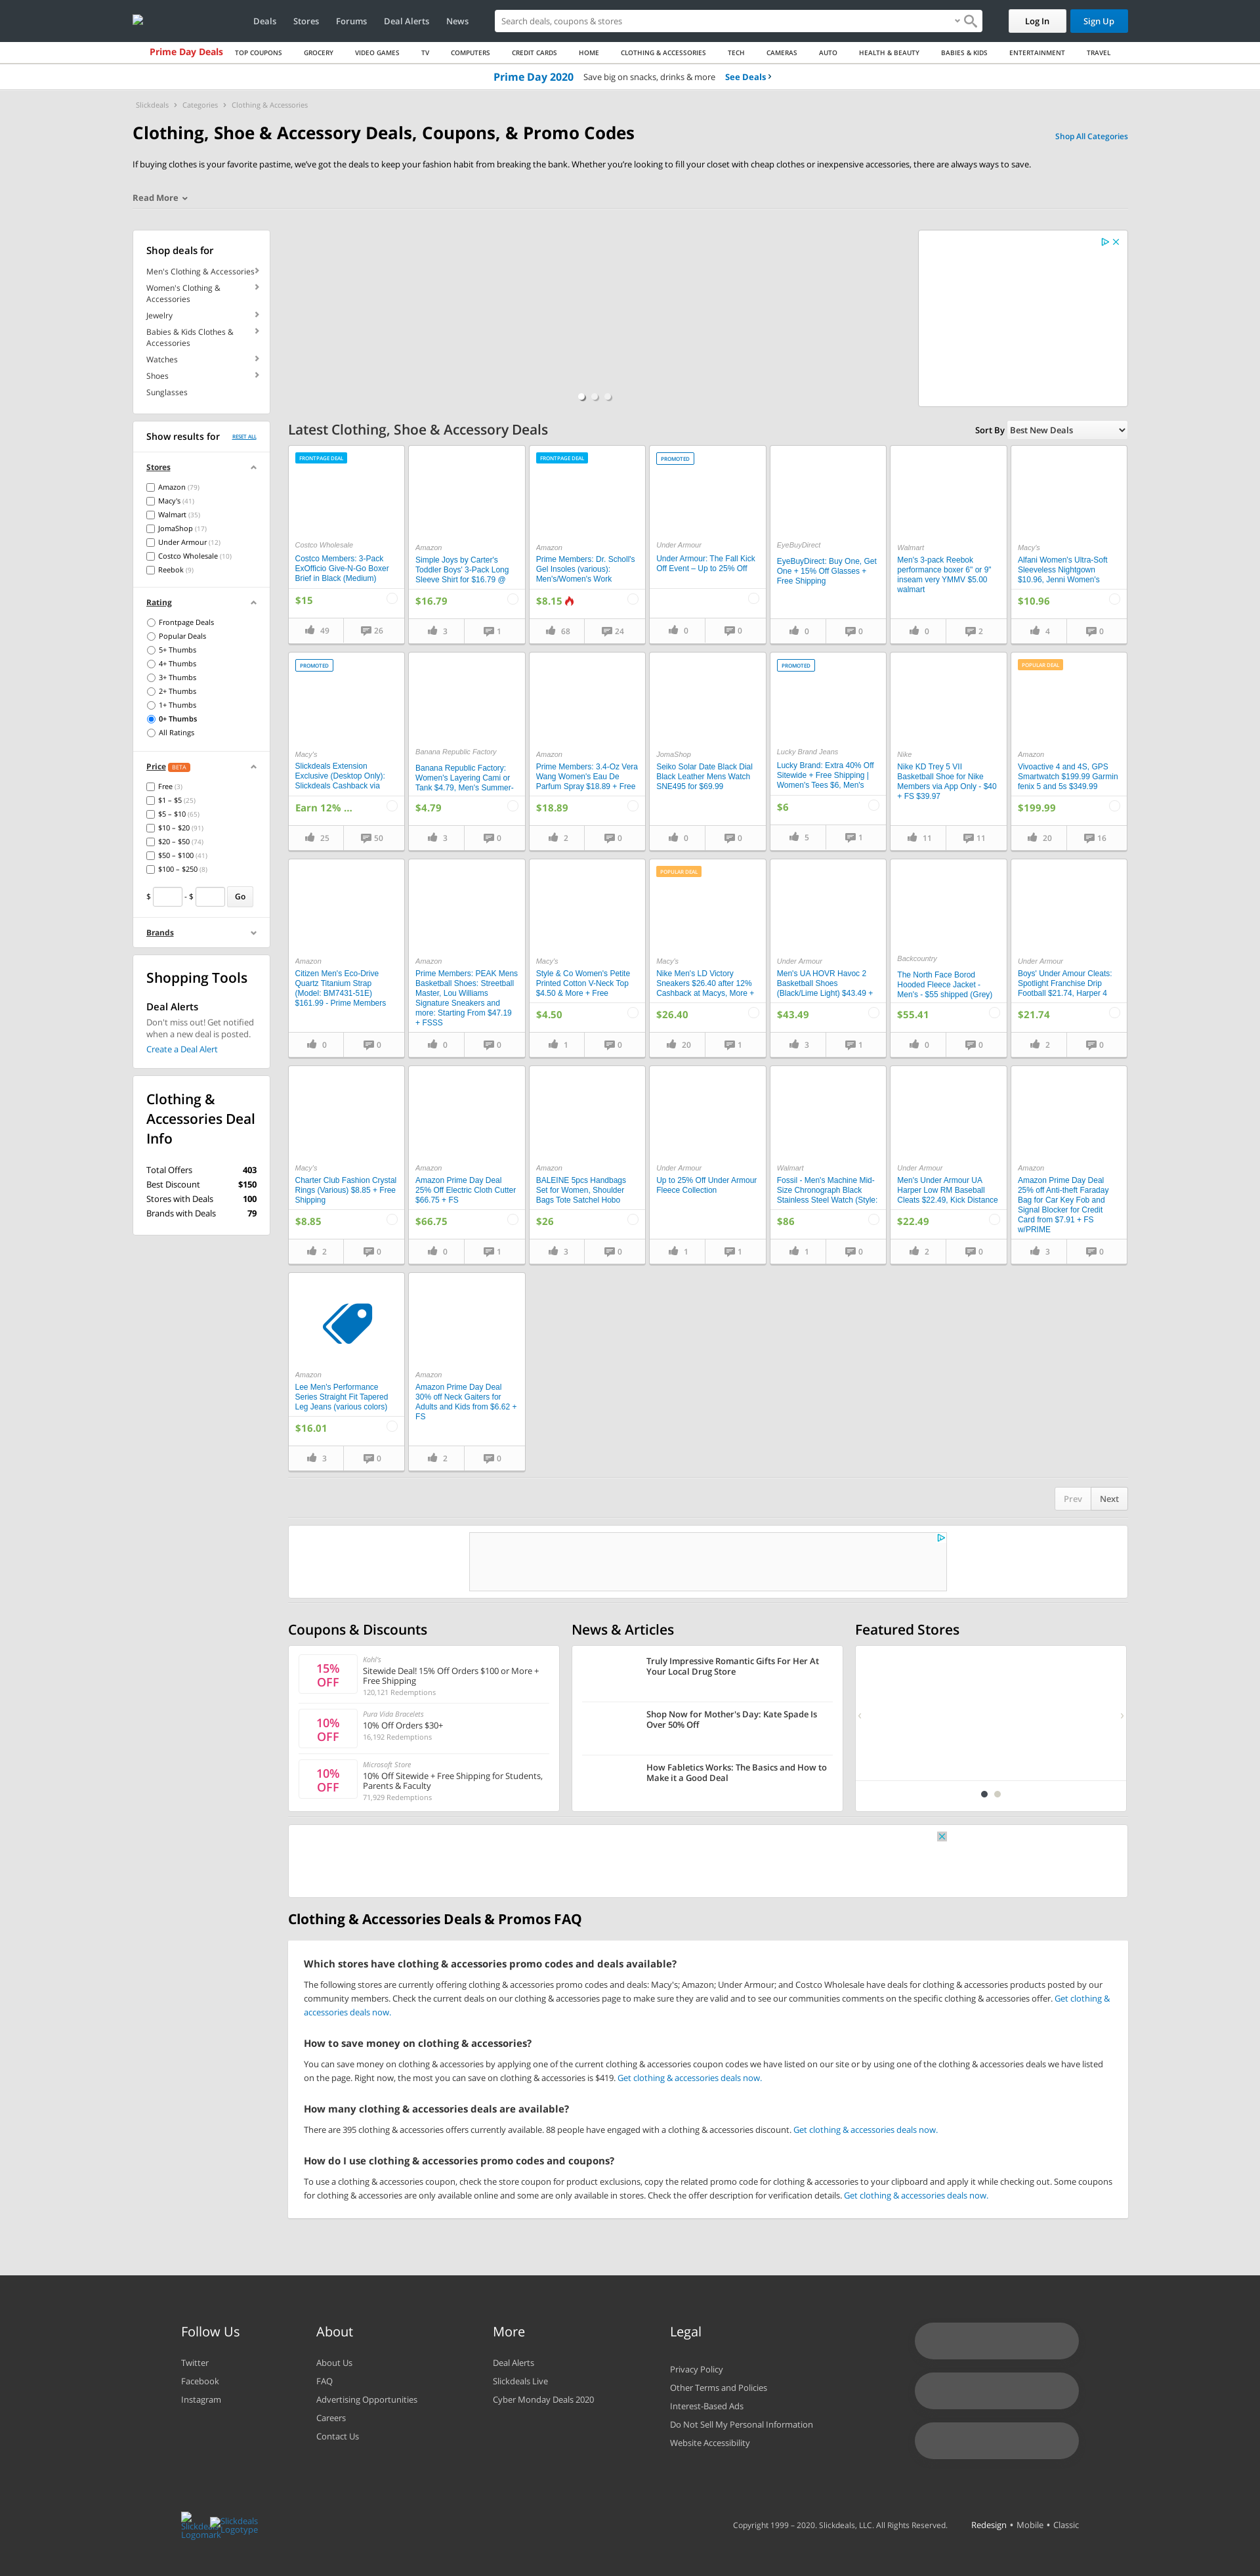 Deals
Stores
Forums
Deal Alerts
News
Search deals, coupons & stores
Log In
Sign Up
Prime Day Deals
TOP COUPONS
GROCERY
VIDEO GAMES
TV
COMPUTERS
CREDIT CARDS
HOME
CLOTHING & ACCESSORIES
TECH
CAMERAS
AUTO
HEALTH & BEAUTY
BABIES & KIDS
ENTERTAINMENT
TRAVEL
Prime Day 2020 Save big on snacks, drinks & more See Deals
Slickdeals > Categories > Clothing & Accessories
Clothing, Shoe & Accessory Deals, Coupons, & Promo Codes
Shop All Categories
If buying clothes is your favorite pastime, we've got the deals to keep your fashion habit from breaking the bank. Whether you're looking to fill your closet with cheap clothes or inexpensive accessories, there are always ways to save.
Read More
Shop deals for
Men's Clothing & Accessories
Women's Clothing &
Accessories
Jewelry
Babies & Kids Clothes &
Accessories
Watches
Shoes
Sunglasses
Show results for
RESET ALL
Stores
Amazon (79)
Macy's (41)
Walmart (35)
JomaShop (17)
Under Armour (12)
Costco Wholesale (10)
Reebok (9)
Rating
Frontpage Deals
Popular Deals
5+ Thumbs
4+ Thumbs
3+ Thumbs
2+ Thumbs
1+ Thumbs
0+ Thumbs
All Ratings
Price BETA
Free (3)
$1 – $5 (25)
$5 – $10 (65)
$10 – $20 (91)
$20 – $50 (74)
$50 – $100 (41)
$100 – $250 (8)
$ - $ Go
Brands
Shopping Tools
Deal Alerts
Don't miss out! Get notified
when a new deal is posted.
Create a Deal Alert
Clothing &
Accessories Deal
Info
Total Offers 403
Best Discount $150
Stores with Deals 100
Brands with Deals 79
Latest Clothing, Shoe & Accessory Deals
Sort By Best New Deals
FRONTPAGE DEAL
Costco Wholesale
Costco Members: 3-Pack
ExOfficio Give-N-Go Boxer
Brief in Black (Medium)
$15
49
26
Amazon
Simple Joys by Carter's
Toddler Boys' 3-Pack Long
Sleeve Shirt for $16.79 @
$16.79
3
1
FRONTPAGE DEAL
Amazon
Prime Members: Dr. Scholl's
Gel Insoles (various):
Men's/Women's Work
$8.15
68
24
PROMOTED
Under Armour
Under Armour: The Fall Kick
Off Event – Up to 25% Off
0
0
EyeBuyDirect
EyeBuyDirect: Buy One, Get
One + 15% Off Glasses +
Free Shipping
0
0
Walmart
Men's 3-pack Reebok
performance boxer 6" or 9"
inseam very YMMV $5.00
walmart
0
2
Macy's
Alfani Women's Ultra-Soft
Sleeveless Nightgown
$10.96, Jenni Women's
$10.96
4
0
PROMOTED
Macy's
Slickdeals Extension
Exclusive (Desktop Only):
Slickdeals Cashback via
Earn 12% ...
25
50
Banana Republic Factory
Banana Republic Factory:
Women's Layering Cami or
Tank $4.79, Men's Summer-
$4.79
3
0
Amazon
Prime Members: 3.4-Oz Vera
Wang Women's Eau De
Parfum Spray $18.89 + Free
$18.89
2
0
JomaShop
Seiko Solar Date Black Dial
Black Leather Mens Watch
SNE495 for $69.99
0
0
PROMOTED
Lucky Brand Jeans
Lucky Brand: Extra 40% Off
Sitewide + Free Shipping |
Women's Tees $6, Men's
$6
5
1
Nike
Nike KD Trey 5 VII
Basketball Shoe for Nike
Members via App Only - $40
+ FS $39.97
11
11
POPULAR DEAL
Amazon
Vivoactive 4 and 4S, GPS
Smartwatch $199.99 Garmin
fenix 5 and 5s $349.99
$199.99
20
16
Amazon
Citizen Men's Eco-Drive
Quartz Titanium Strap
(Model: BM7431-51E)
$161.99 - Prime Members
0
0
Amazon
Prime Members: PEAK Mens
Basketball Shoes: Streetball
Master, Lou Williams
Signature Sneakers and
more: Starting From $47.19
+ FSSS
0
0
Macy's
Style & Co Women's Petite
Printed Cotton V-Neck Top
$4.50 & More + Free
$4.50
1
0
POPULAR DEAL
Macy's
Nike Men's LD Victory
Sneakers $26.40 after 12%
Cashback at Macys, More +
$26.40
20
1
Under Armour
Men's UA HOVR Havoc 2
Basketball Shoes
(Black/Lime Light) $43.49 +
$43.49
3
1
Backcountry
The North Face Borod
Hooded Fleece Jacket -
Men's - $55 shipped (Grey)
$55.41
0
0
Under Armour
Boys' Under Amour Cleats:
Spotlight Franchise Drip
Football $21.74, Harper 4
$21.74
2
0
Macy's
Charter Club Fashion Crystal
Rings (Various) $8.85 + Free
Shipping
$8.85
2
0
Amazon
Amazon Prime Day Deal
25% Off Electric Cloth Cutter
$66.75 + FS
$66.75
0
1
Amazon
BALEINE 5pcs Handbags
Set for Women, Shoulder
Bags Tote Satchel Hobo
$26
3
0
Under Armour
Up to 25% Off Under Armour
Fleece Collection
1
1
Walmart
Fossil - Men's Machine Mid-
Size Chronograph Black
Stainless Steel Watch (Style:
$86
1
0
Under Armour
Men's Under Armour UA
Harper Low RM Baseball
Cleats $22.49, Kick Distance
$22.49
2
0
Amazon
Amazon Prime Day Deal
25% off Anti-theft Faraday
Bag for Car Key Fob and
Signal Blocker for Credit
Card from $7.91 + FS
w/PRIME
3
0
Amazon
Lee Men's Performance
Series Straight Fit Tapered
Leg Jeans (various colors)
$16.01
3
0
Amazon
Amazon Prime Day Deal
30% off Neck Gaiters for
Adults and Kids from $6.62 +
FS
2
0
Prev
Next
Coupons & Discounts
15%
OFF
Kohl's
Sitewide Deal! 15% Off Orders $100 or More +
Free Shipping
120,121 Redemptions
10%
OFF
Pura Vida Bracelets
10% Off Orders $30+
16,192 Redemptions
10%
OFF
Microsoft Store
10% Off Sitewide + Free Shipping for Students,
Parents & Faculty
71,929 Redemptions
News & Articles
Truly Impressive Romantic Gifts For Her At
Your Local Drug Store
Shop Now for Mother's Day: Kate Spade Is
Over 50% Off
How Fabletics Works: The Basics and How to
Make it a Good Deal
Featured Stores
Clothing & Accessories Deals & Promos FAQ
Which stores have clothing & accessories promo codes and deals available?
The following stores are currently offering clothing & accessories promo codes and deals: Macy's; Amazon; Under Armour; and Costco Wholesale have deals for clothing & accessories products posted by our
community members. Check the current deals on our clothing & accessories page to make sure they are valid and to see our communities comments on the specific clothing & accessories offer. Get clothing &
accessories deals now.
How to save money on clothing & accessories?
You can save money on clothing & accessories by applying one of the current clothing & accessories coupon codes we have listed on our site or by using one of the clothing & accessories deals we have listed
on the page. Right now, the most you can save on clothing & accessories is $419. Get clothing & accessories deals now.
How many clothing & accessories deals are available?
There are 395 clothing & accessories offers currently available. 88 people have engaged with a clothing & accessories discount. Get clothing & accessories deals now.
How do I use clothing & accessories promo codes and coupons?
To use a clothing & accessories coupon, check the store coupon for product exclusions, copy the related promo code for clothing & accessories to your clipboard and apply it while checking out. Some coupons
for clothing & accessories are only available online and some are only available in stores. Check the offer description for verification details. Get clothing & accessories deals now.
Follow Us
Twitter
Facebook
Instagram
About
About Us
FAQ
Advertising Opportunities
Careers
Contact Us
More
Deal Alerts
Slickdeals Live
Cyber Monday Deals 2020
Legal
Privacy Policy
Other Terms and Policies
Interest-Based Ads
Do Not Sell My Personal Information
Website Accessibility
Slickdeals
Logomark
Slickdeals
Logotype
Copyright 1999 – 2020. Slickdeals, LLC. All Rights Reserved.
Redesign • Mobile • Classic